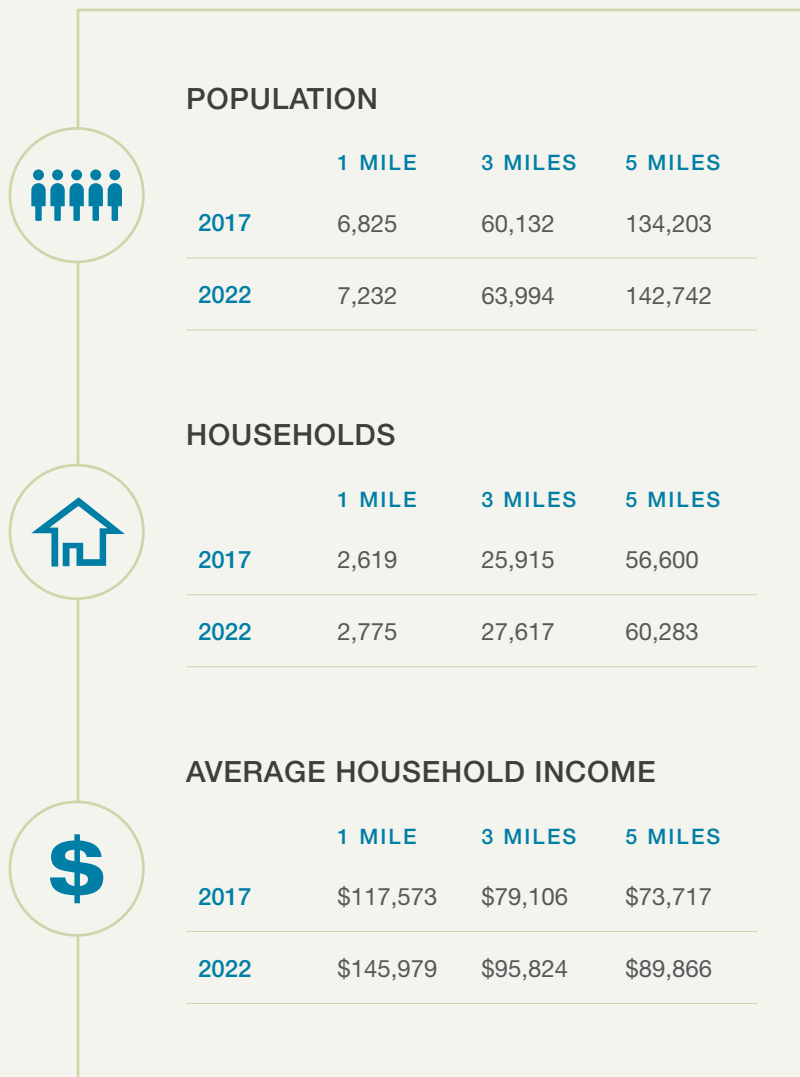 POPULATION
1 MILE 3 MILES 5 MILES
2017 6,825 60,132 134,203
2022 7,232 63,994 142,742
HOUSEHOLDS
1 MILE 3 MILES 5 MILES
2017 2,619 25,915 56,600
2022 2,775 27,617 60,283
$
AVERAGE HOUSEHOLD INCOME
1 MILE 3 MILES 5 MILES
2017 $117,573 $79,106 $73,717
2022 $145,979 $95,824 $89,866